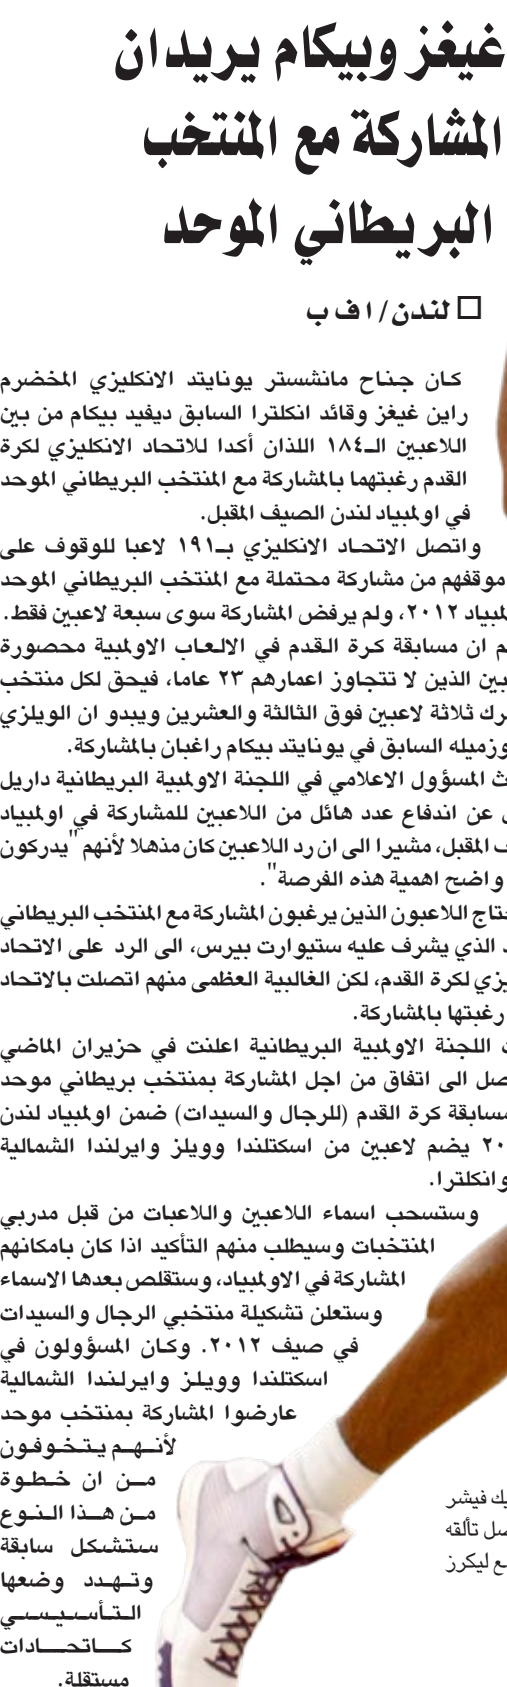 غيغز وبيكام يريدان
المشاركة مع المنتخب
البريطاني الموحد
لندن / ا ف ب
كان جناح مانشستر يونايتد الانكليزي المخضرم
راين غيغز وقائد انكلترا السابق ديفيد بيكام من بين
اللاعبين الـ١٨٤ اللذان أكدا للاتحاد الانكليزي لكرة
القدم رغبتهما بالمشاركة مع المنتخب البريطاني الموحد
في اولمبياد لندن الصيف المقبل.
واتصل الاتحاد الانكليزي بـ١٩١ لاعبا للوقوف على
موقفهم من مشاركة محتملة مع المنتخب البريطاني الموحد
٢٠١٢، ولم يرفض المشاركة سوى سبعة لاعبين فقط.
ان مسابقة كرة القدم في الالعاب الاولمبية محصورة
الذين لا تتجاوز اعمارهم ٢٣ عاما، فيحق لكل منتخب
ثلاثة لاعبين فوق الثالثة والعشرين ويبدو ان الويلزي
وزميله السابق في يونايتد بيكام راغبان بالمشاركة.
المسؤول الاعلامي في اللجنة الاولمبية البريطانية داريل
عن اندفاع عدد هائل من اللاعبين للمشاركة في اولمبياد
المقبل، مشيرا الى ان رد اللاعبين كان مذهلا لأنهم "يدركون
واضح اهمية هذه الفرصة".
اللاعبون الذين يرغبون المشاركة مع المنتخب البريطاني
الذي يشرف عليه ستيوارت بيرس، الى الرد على الاتحاد
لكرة القدم، لكن الغالبية العظمى منهم اتصلت بالاتحاد
رغبتها بالمشاركة.
اللجنة الاولمبية البريطانية اعلنت في حزيران الماضي
الى اتفاق من اجل المشاركة بمنتخب بريطاني موحد
مسابقة كرة القدم (للرجال والسيدات) ضمن اولمبياد لندن
يضم لاعبين من اسكتلندا وويلز وايرلندا الشمالية
وانكلترا.
وستسحب اسماء اللاعبين واللاعبات من قبل مدربي
المنتخبات وسيطلب منهم التأكيد اذا كان بامكانهم
المشاركة في الاولمبياد، وستقلص بعدها الاسماء
وستعلن تشكيلة منتخبي الرجال والسيدات
في صيف ٢٠١٢. وكان المسؤولون في
اسكتلندا وويلز وايرلندا الشمالية
عارضوا المشاركة بمنتخب موحد
لأنهم يتخوفون
من ان خطوة
من هذا النوع
ستشكل سابقة
وتهدد وضعها
التأسيسي
كاتحادات
مستقلة.
فيشر
تألقه
ليكرز